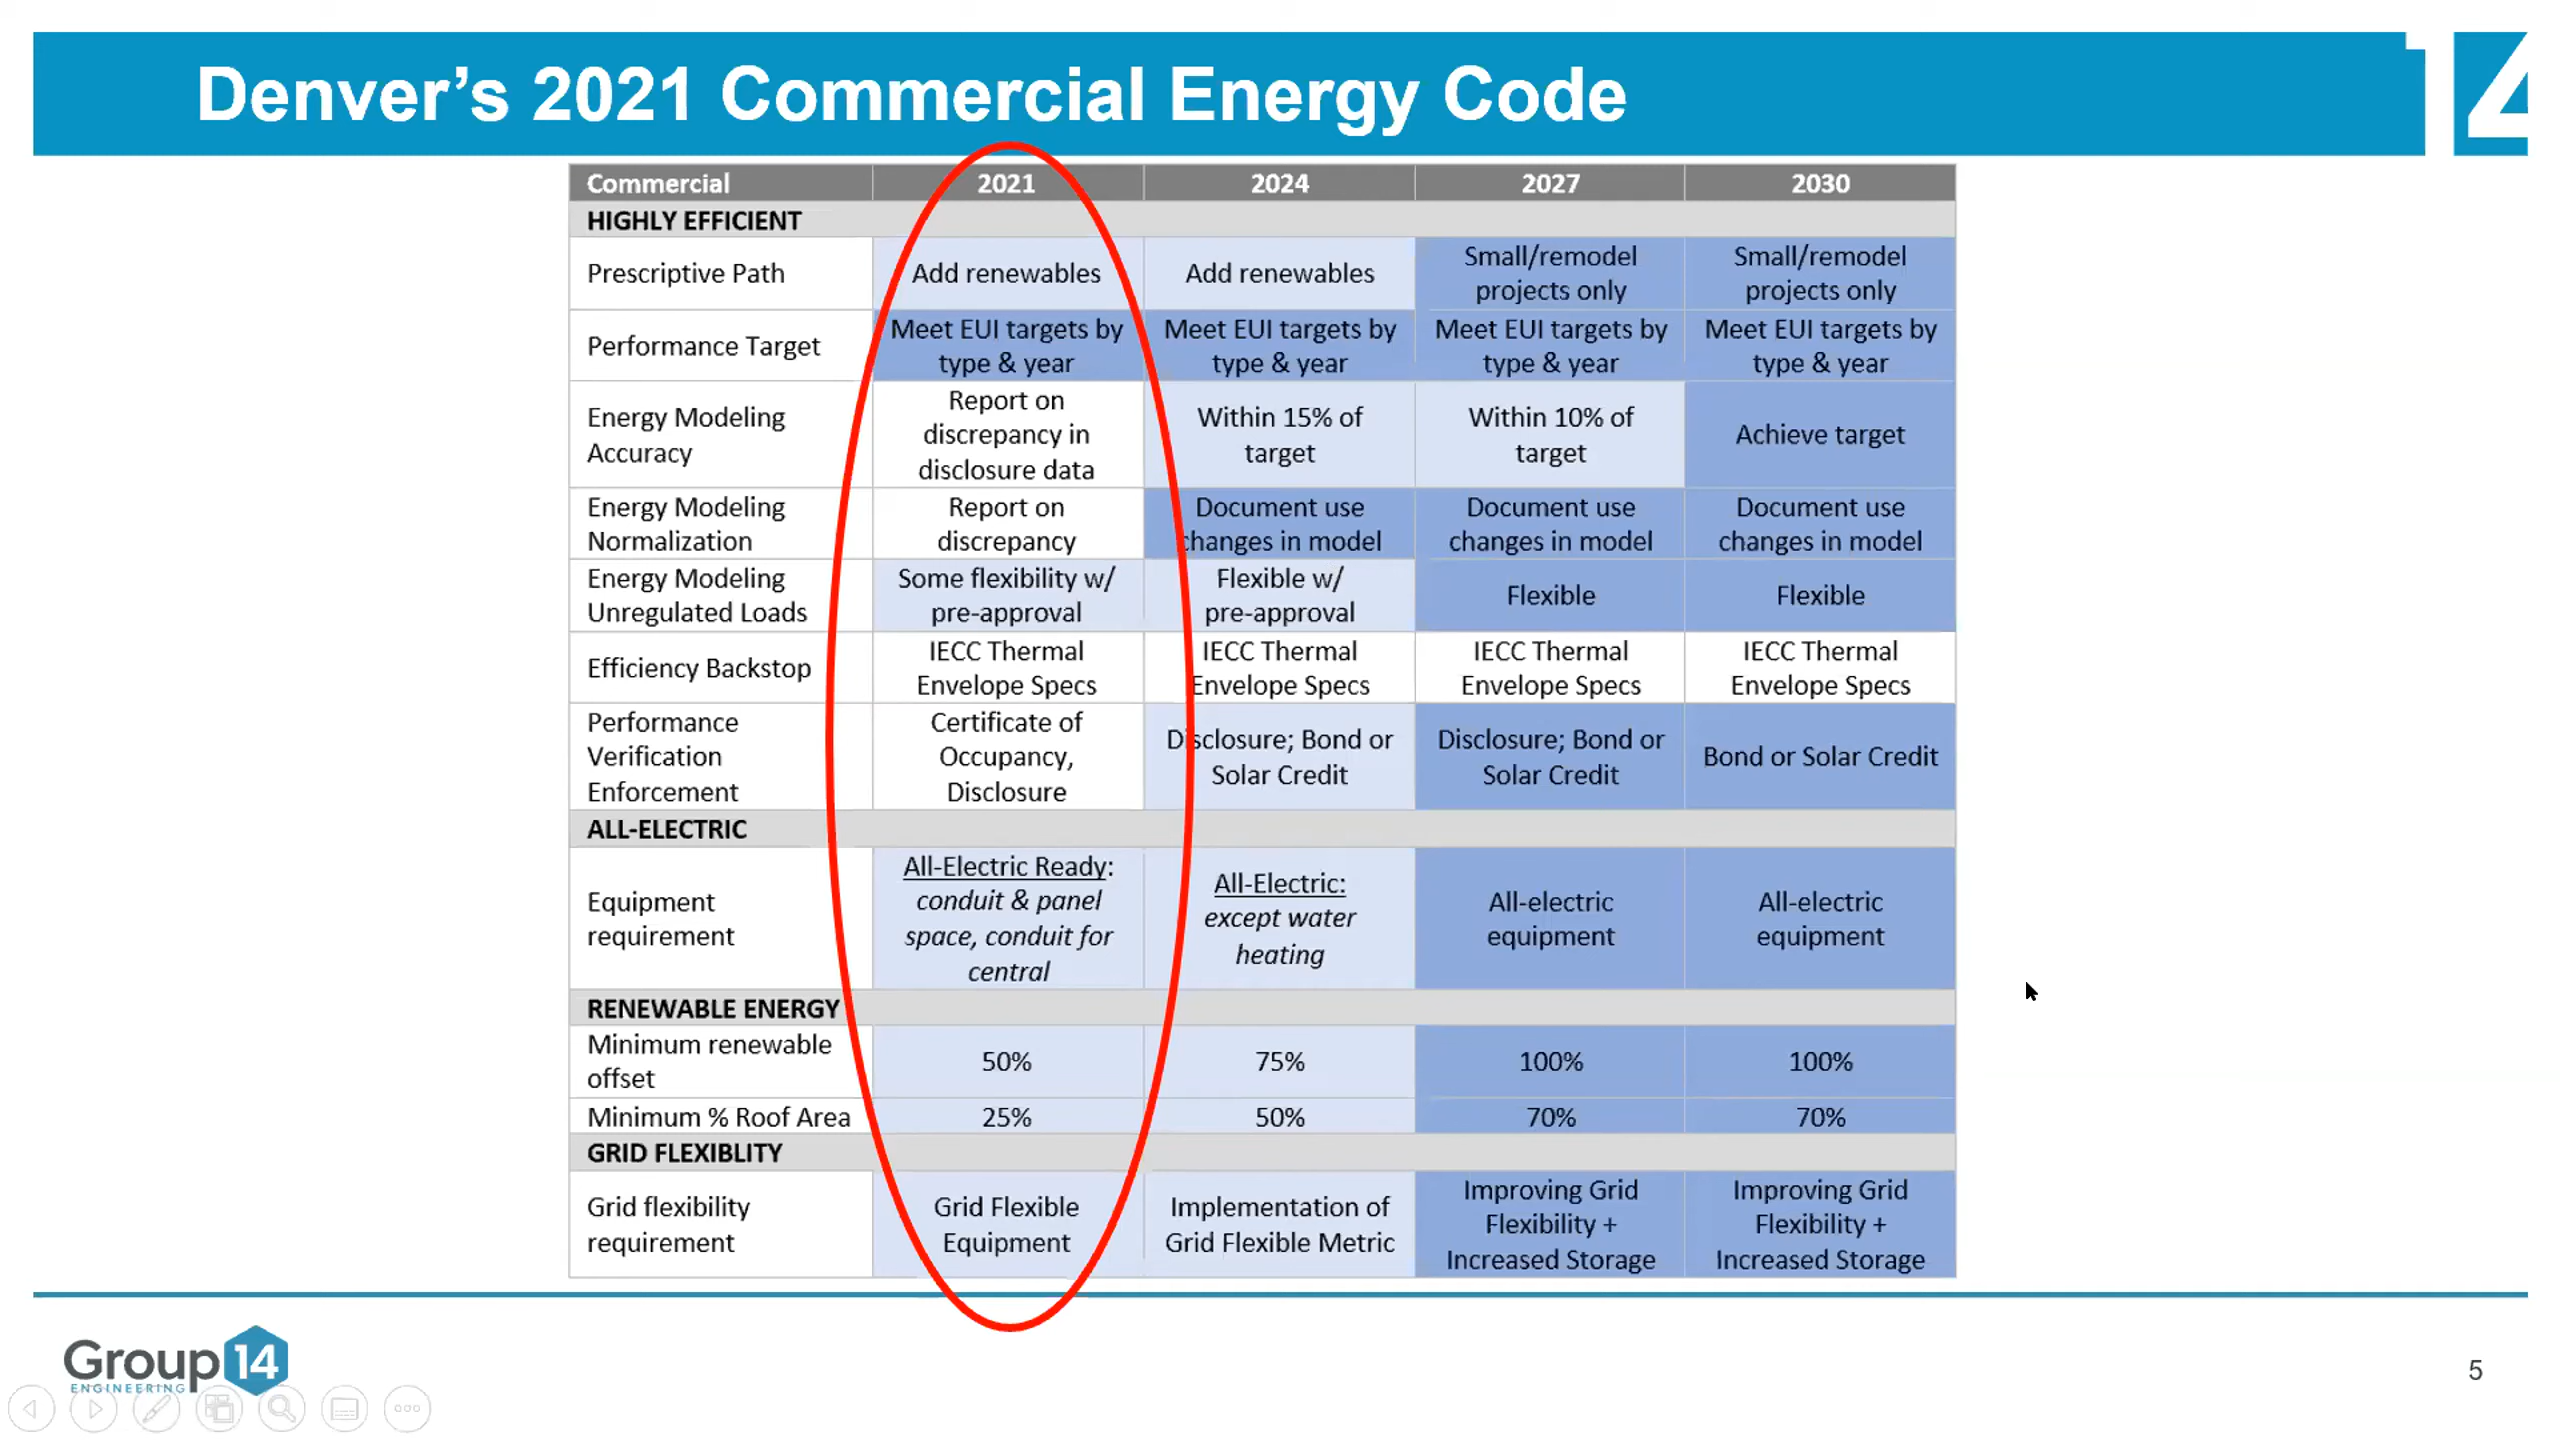 Denver's 2021 Commercial Energy Code
14
Commercial 2021 2024 2027 2030
HIGHLY EFFICIENT
Prescriptive Path
Add renewables
Add renewables
Small/remodel
projects only
Small/remodel
projects only
Performance Target
Meet EUI targets by
type & year
Meet EUI targets by
type & year
Meet EUI targets by
type & year
Meet EUI targets by
type & year
Energy Modeling
Accuracy
Report on
discrepancy in
disclosure data
Within 15% of
target
Within 10% of
target
Achieve target
Energy Modeling
Normalization
Report on
discrepancy
Document use
changes in model
Document use
changes in model
Document use
changes in model
Energy Modeling
Unregulated Loads
Some flexibility w/
pre-approval
Flexible w/
pre-approval
Flexible
Flexible
Efficiency Backstop
IECC Thermal
Envelope Specs
IECC Thermal
Envelope Specs
IECC Thermal
Envelope Specs
IECC Thermal
Envelope Specs
Performance
Verification
Enforcement
Certificate of
Occupancy,
Disclosure
Disclosure; Bond or
Solar Credit
Disclosure; Bond or
Solar Credit
Bond or Solar Credit
ALL-ELECTRIC
Equipment
requirement
All-Electric Ready:
conduit & panel
space, conduit for
central
All-Electric:
except water
heating
All-electric
equipment
All-electric
equipment
RENEWABLE ENERGY
Minimum renewable
offset
50%
75%
100%
100%
Minimum % Roof Area
25%
50%
70%
70%
GRID FLEXIBLITY
Grid flexibility
requirement
Grid Flexible
Equipment
Implementation of
Grid Flexible Metric
Improving Grid
Flexibility +
Increased Storage
Improving Grid
Flexibility +
Increased Storage
Group14
ENGINEERING
5